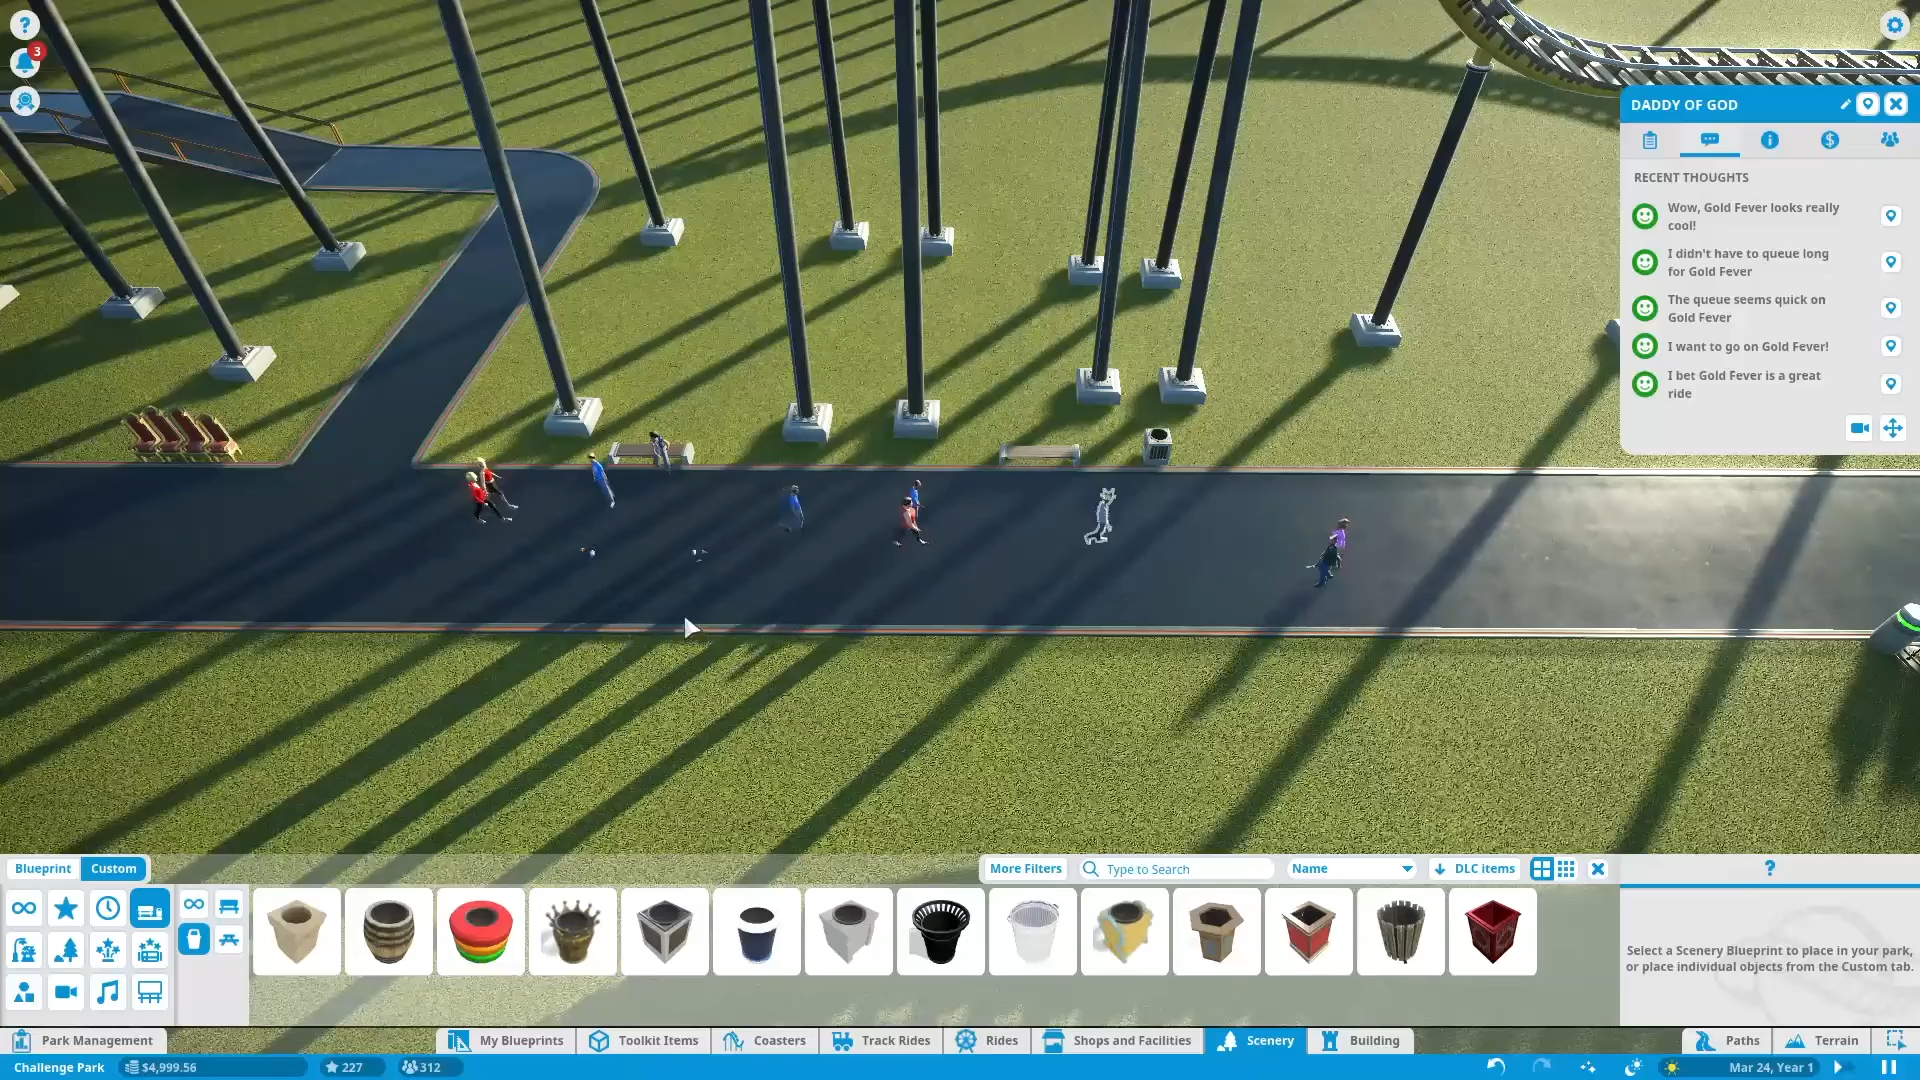 ?
3
DADDY OF GOD
RECENT THOUGHTS
Wow, Gold Fever looks really
cool!
I didn't have to queue long
for Gold Fever
The queue seems quick on
Gold Fever
I want to go on Gold Fever!
I bet Gold Fever is a great
ride
Blueprint
Custom
More Filters
Type to Search
Name
DLC items
?
Select a Scenery Blueprint to place in your park,
or place individual objects from the Custom tab.
Park Management
My Blueprints
Toolkit Items
Coasters
Track Rides
Rides
Shops and Facilities
Scenery
Building
Paths
Terrain
Challenge Park
$4,999.56
227
312
Mar 24, Year 1